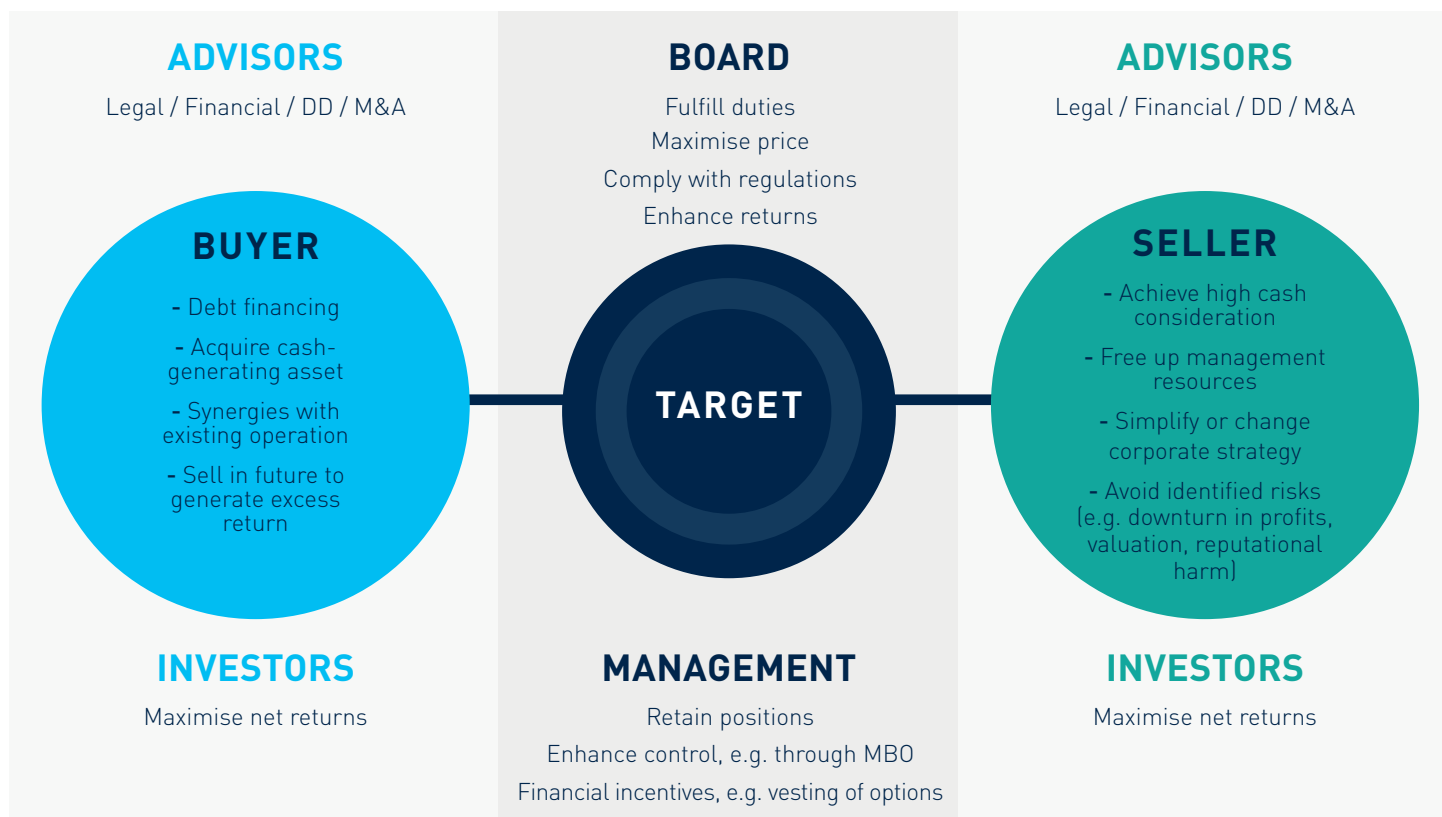 ADVISORS
Legal / Financial / DD / M&A
BUYER
- Debt financing
- Acquire cash-
generating asset
- Synergies with
existing operation
- Sell in future to
generate excess
return
INVESTORS
Maximise net returns
BOARD
Fulfill duties
Maximise price
Comply with regulations
Enhance returns
TARGET
MANAGEMENT
Retain positions
Enhance control, e.g. through MBO
Financial incentives, e.g. vesting of options
ADVISORS
Legal / Financial / DD / M&A
SELLER
- Achieve high cash
consideration
- Free up management
resources
- Simplify or change
corporate strategy
- Avoid identified risks
(e.g. downturn in profits,
valuation, reputational
harm)
INVESTORS
Maximise net returns